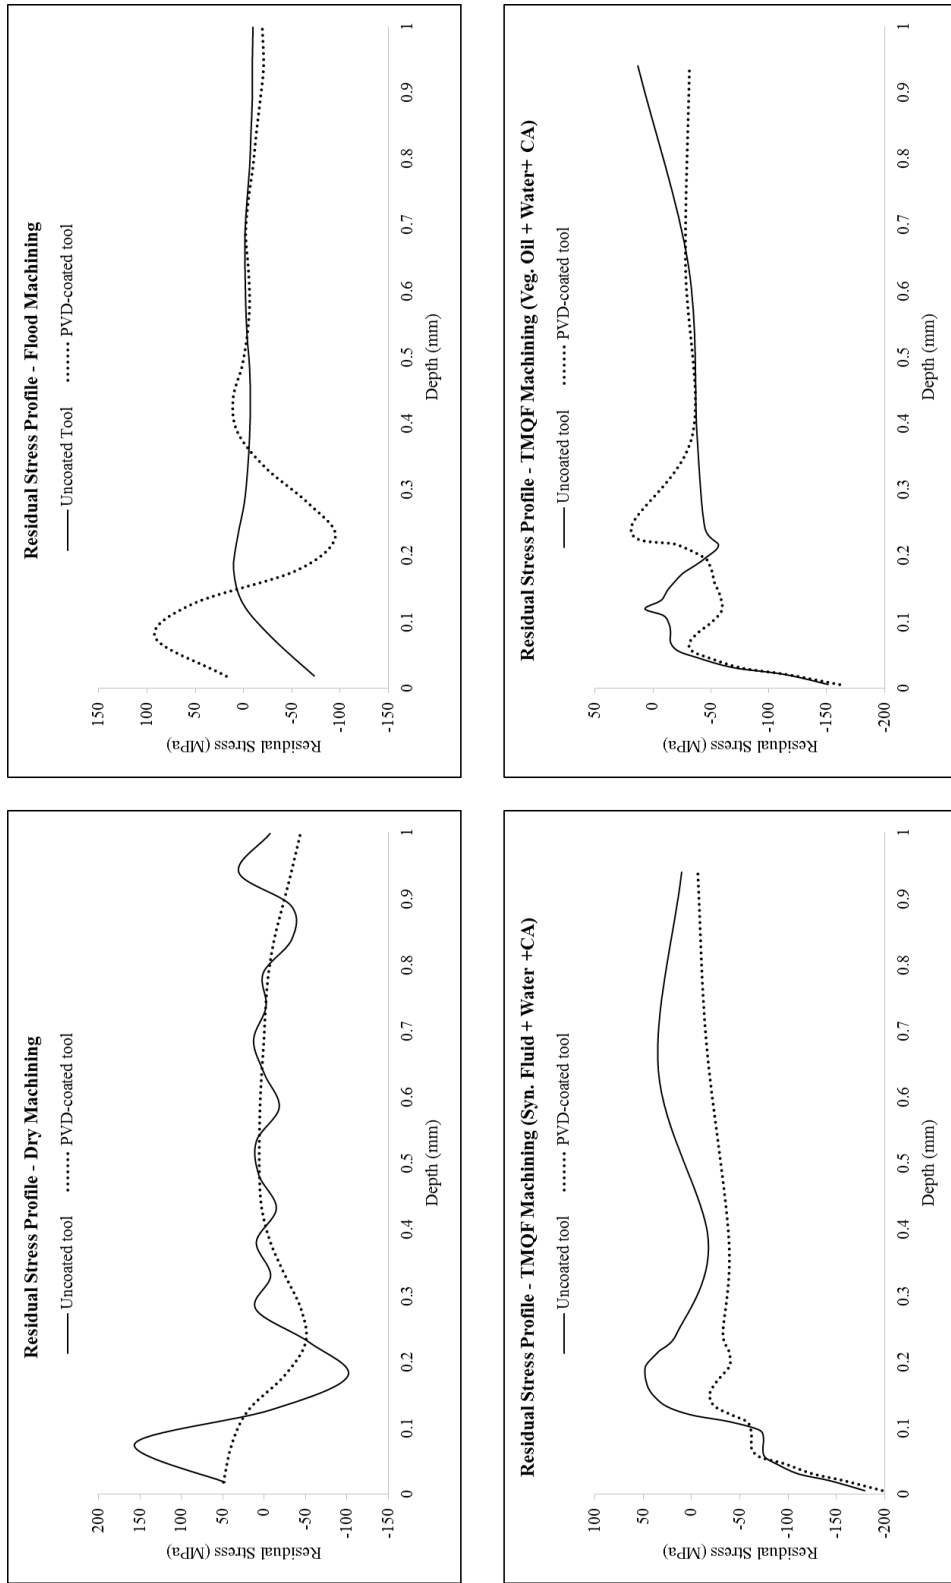 Residual Stress Profile - Dry Machining
Uncoated tool PVD-coated tool
Residual Stress (MPa)
200
150
100
50
0
-50
-100
-150
0 0.1 0.2 0.3 0.4 0.5 0.6 0.7 0.8 0.9 1
Depth (mm)
Residual Stress Profile - Flood Machining
Uncoated Tool PVD-coated tool
Residual Stress (MPa)
150
100
50
0
-50
-100
-150
0 0.1 0.2 0.3 0.4 0.5 0.6 0.7 0.8 0.9 1
Depth (mm)
Residual Stress Profile - TMQF Machining (Syn. Fluid + Water +CA)
Uncoated tool PVD-coated tool
Residual Stress (MPa)
100
50
0
-50
-100
-150
-200
0 0.1 0.2 0.3 0.4 0.5 0.6 0.7 0.8 0.9 1
Depth (mm)
Residual Stress Profile - TMQF Machining (Veg. Oil + Water+ CA)
Uncoated tool PVD-coated tool
Residual Stress (MPa)
50
0
-50
-100
-150
-200
0 0.1 0.2 0.3 0.4 0.5 0.6 0.7 0.8 0.9 1
Depth (mm)